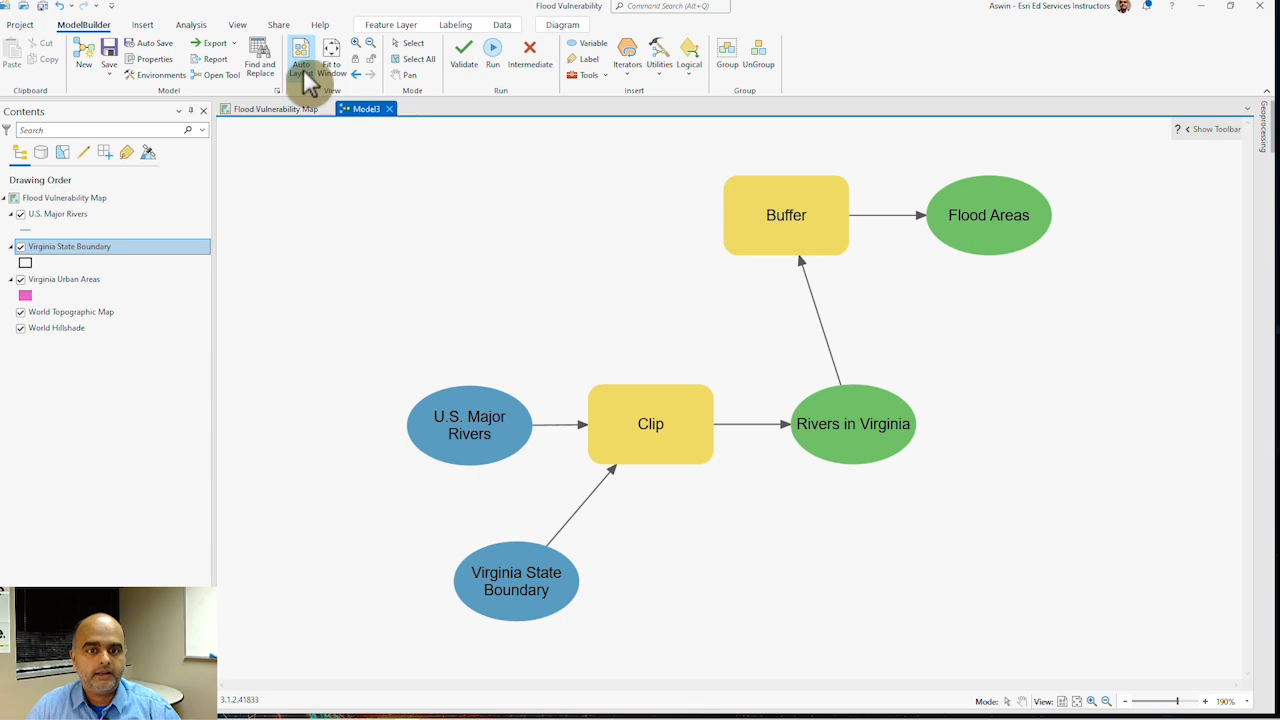 Flood Vulnerability
Command Search (Alt+Q)
Aswin - Esri Ed Services Instructors
?
Project
ModelBuilder
Insert
Analysis
View
Share
Help
Feature Layer
Labeling
Data
Diagram
Paste
Cut
Copy
Clipboard
New
Save
Auto Save
Properties
Environments
Export
Report
Open Tool
Model
Find and
Replace
Auto
Layout
Fit to
Window
View
Select
Select All
Pan
Mode
Validate
Run
Intermediate
Run
Variable
Label
Tools
Iterators
Utilities
Logical
Insert
Group
UnGroup
Group
Contents
Search
Drawing Order
Flood Vulnerability Map
U.S. Major Rivers
Virginia State Boundary
Virginia Urban Areas
World Topographic Map
World Hillshade
Flood Vulnerability Map
Model3
? < Show Toolbar
Geoprocessing
Buffer
Flood Areas
U.S. Major
Rivers
Clip
Rivers in Virginia
Virginia State
Boundary
3.1.2.41833
Mode:
View:
190%